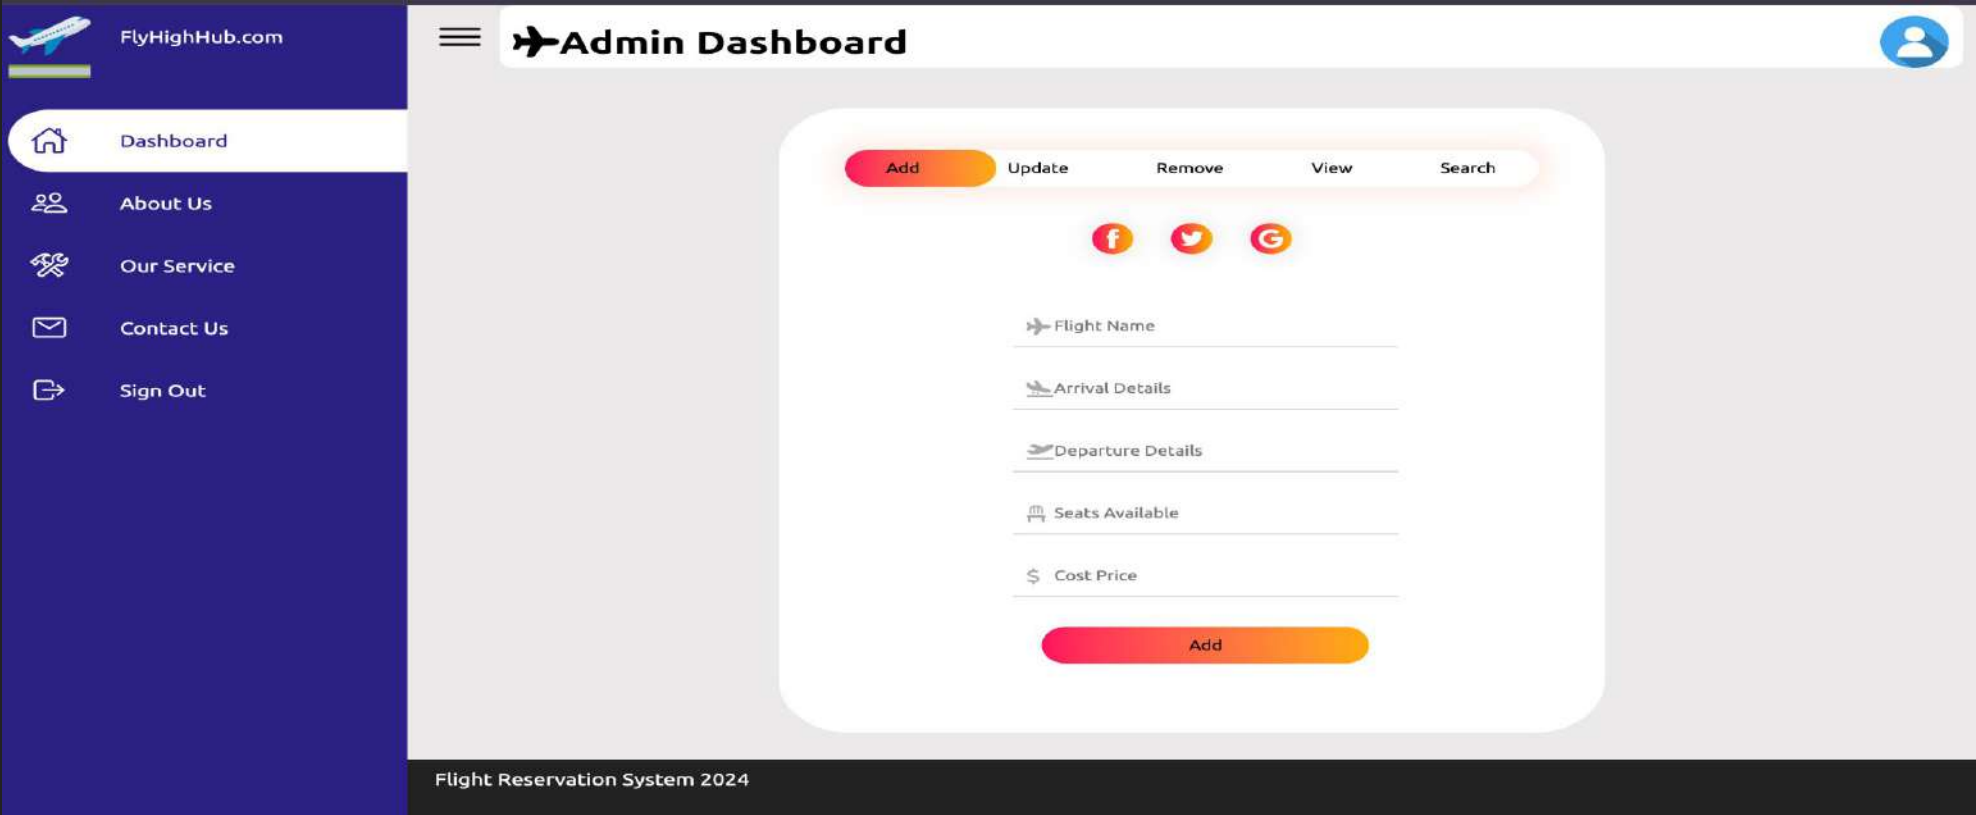 FlyHighHub.com
Dashboard
About Us
Our Service
Contact Us
Sign Out
Admin Dashboard
Add Update Remove View Search
Flight Name
Arrival Details
Departure Details
Seats Available
$ Cost Price
Add
Flight Reservation System 2024